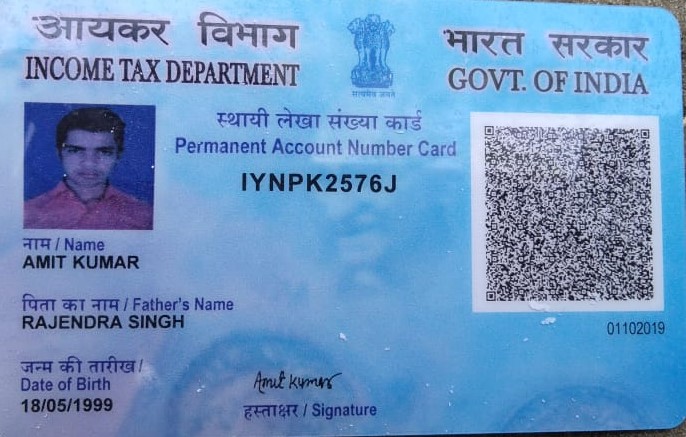 आयकर विभाग
INCOME TAX DEPARTMENT
सत्यमेव जयते
भारत सरकार
GOVT. OF INDIA
स्थायी लेखा संख्या कार्ड
Permanent Account Number Card
IYNPK2576J
नाम / Name
AMIT KUMAR
पिता का नाम / Father's Name
RAJENDRA SINGH
01102019
जन्म की तारीख/
Date of Birth
18/05/1999
Amit Kumar
हस्ताक्षर / Signature